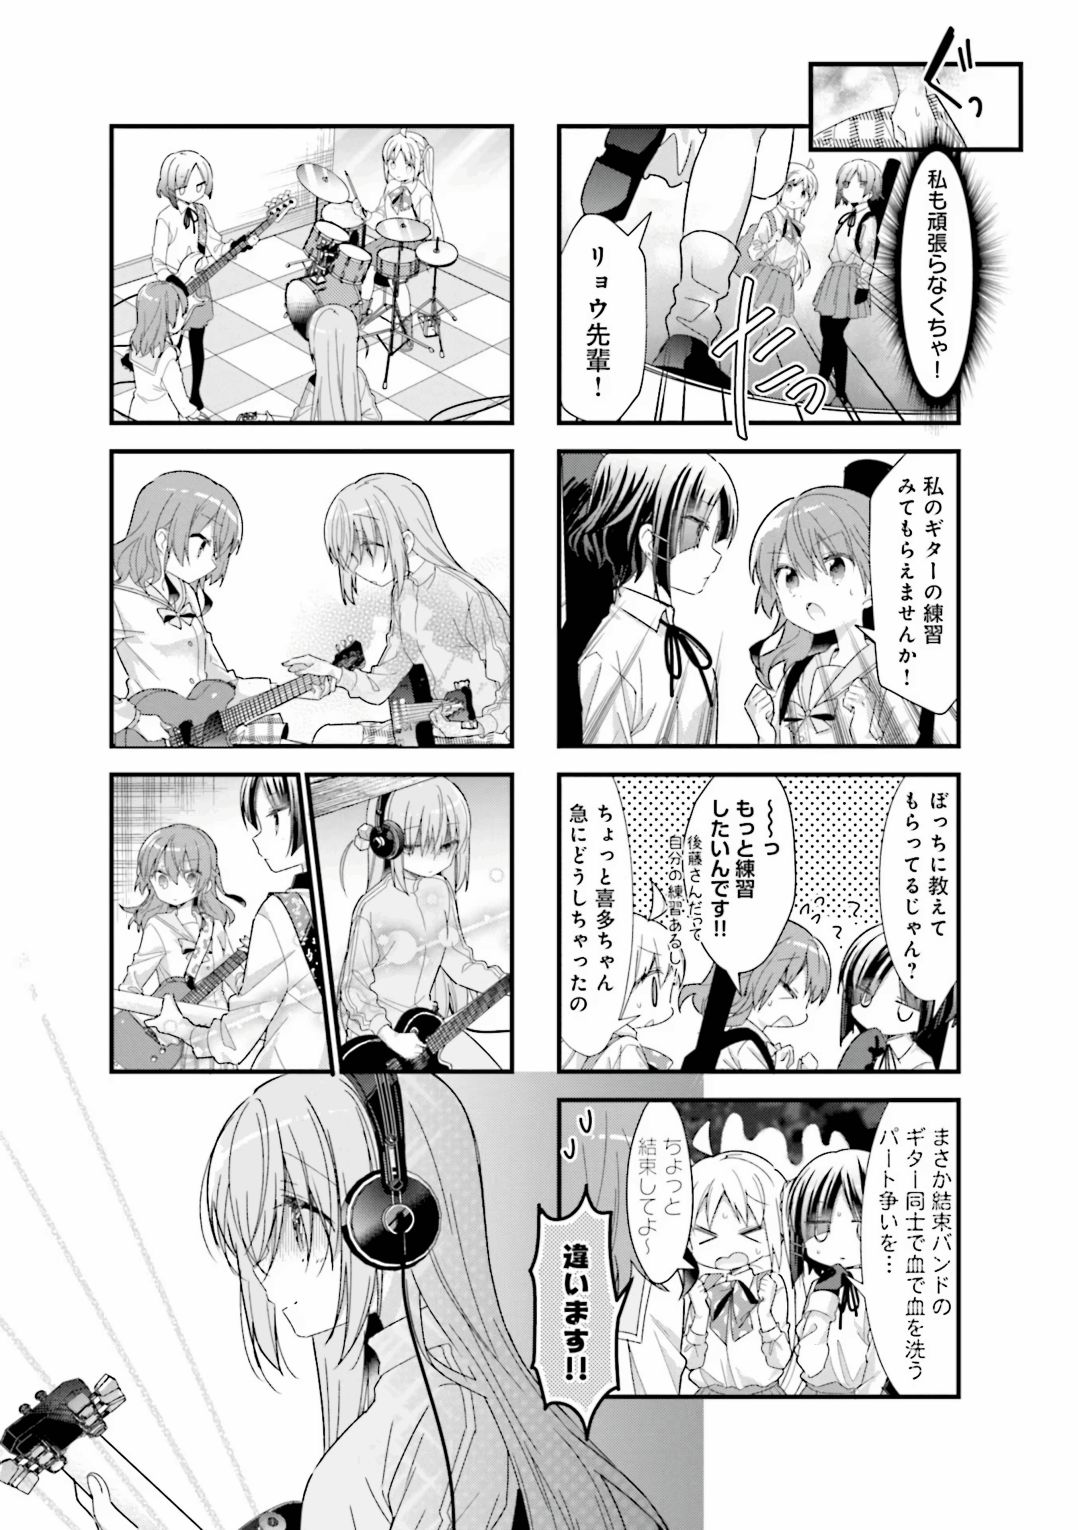 ぐっ
私も頑張らなくちゃ！
リョウ先輩！
私のギターの練習
みてもらえませんか！
ぼっちに教えて
もらってるじゃん？
〜〜っ
もっと練習
したいんです!!
後藤さんだって
自分の練習あるし
ちょっと喜多ちゃん
急にどうしちゃったの
まさか結束バンドの
ギター同士で血で血を洗う
パート争いを…
ちょっと
結束してよ〜
違います!!